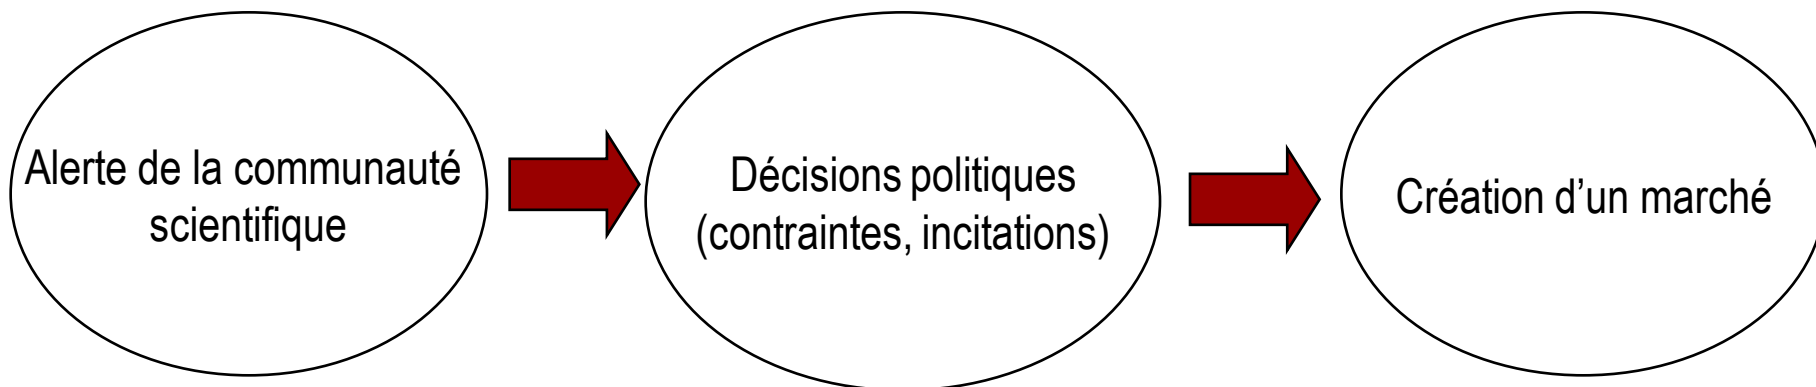 Alerte de la communauté
scientifique
Décisions politiques
(contraintes, incitations)
Création d’un marché